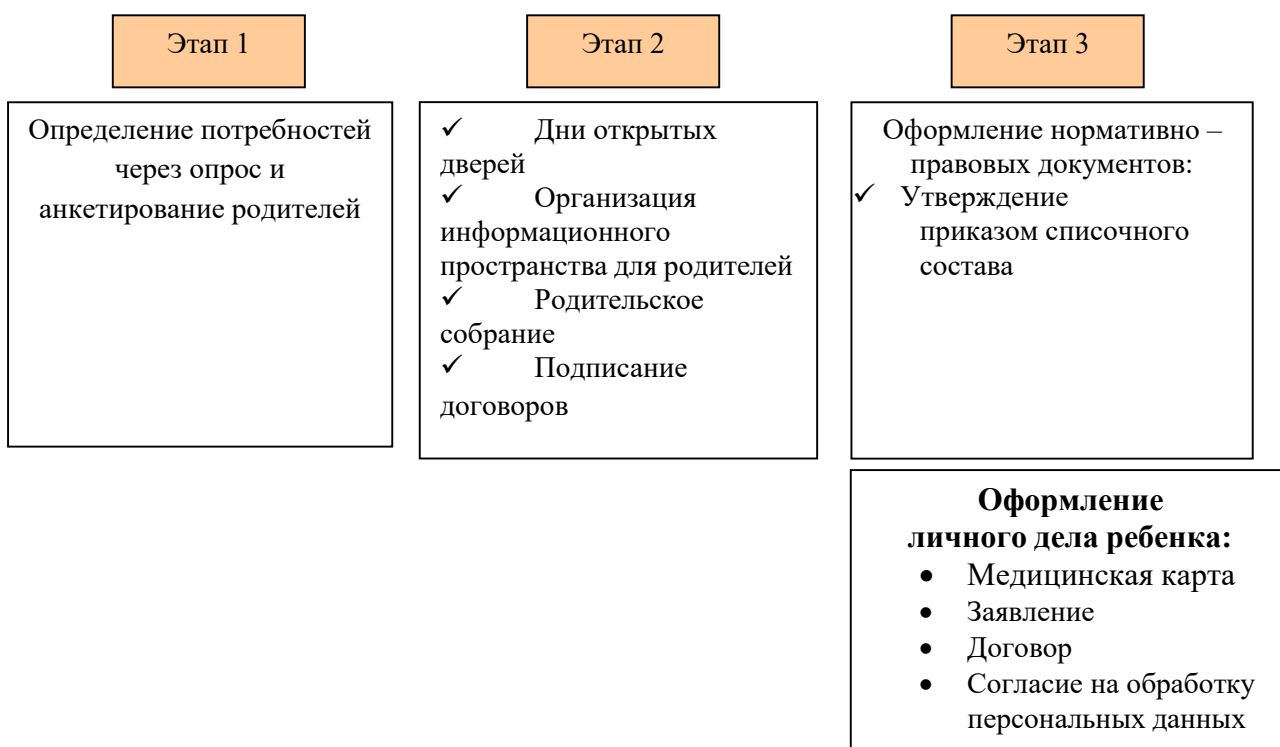 Этап 1
Определение потребностей
через опрос и
анкетирование родителей
Этап 2
✓ Дни открытых
дверей
✓ Организация
информационного
пространства для родителей
✓ Родительское
собрание
✓ Подписание
договоров
Этап 3
Оформление нормативно –
правовых документов:
✓ Утверждение
приказом списочного
состава
Оформление
личного дела ребенка:
• Медицинская карта
• Заявление
• Договор
• Согласие на обработку
персональных данных